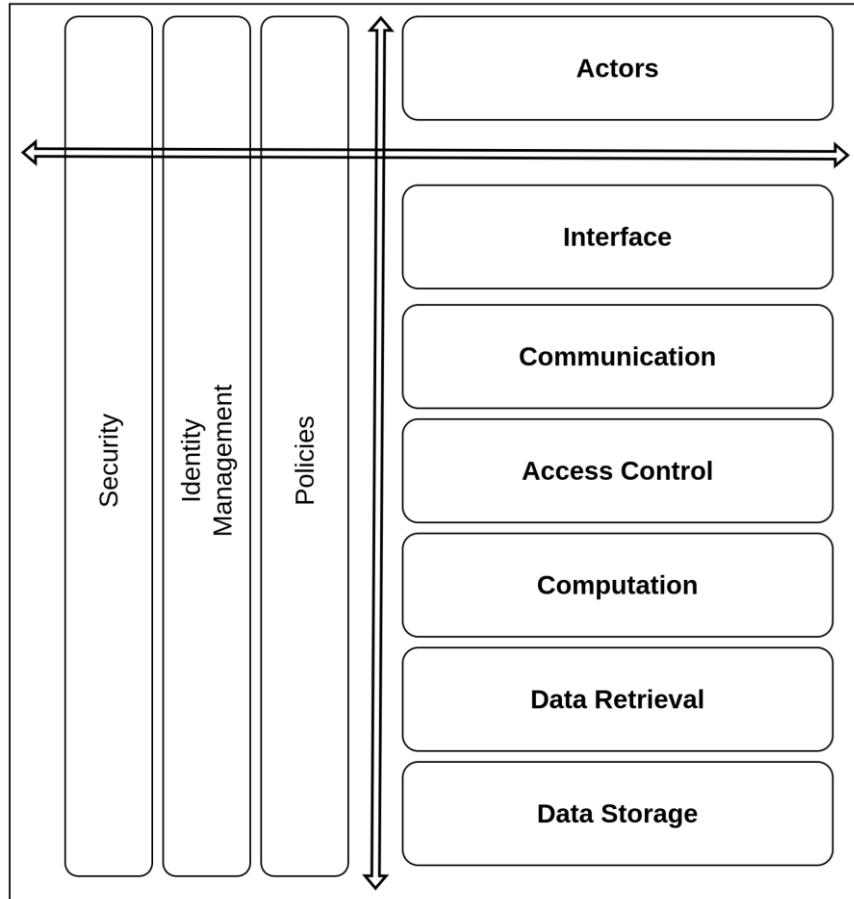 Actors
Interface
Communication
Access Control
Computation
Data Retrieval
Data Storage
Security
Identity
Management
Policies